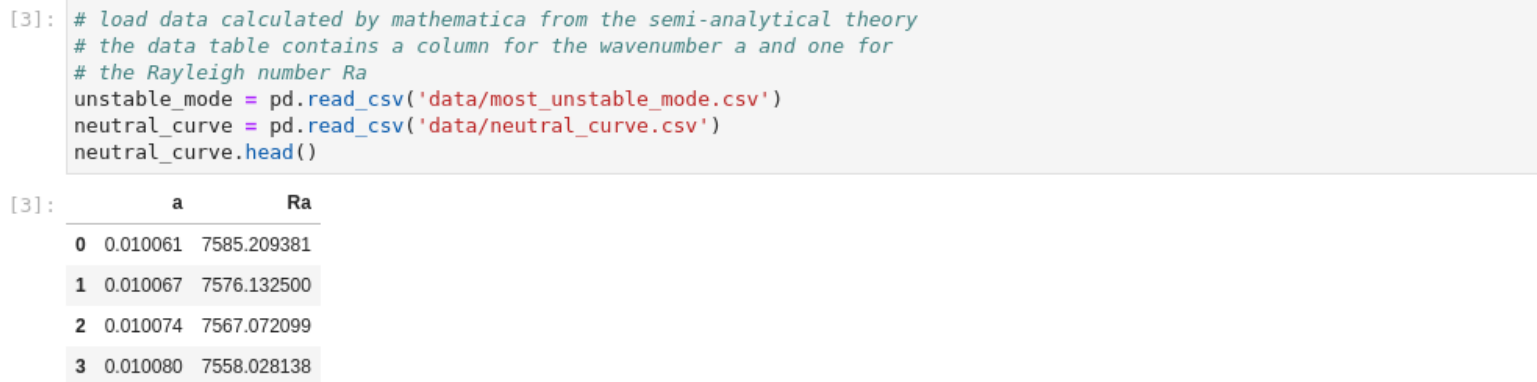 [3]: # load data calculated by mathematica from the semi-analytical theory
# the data table contains a column for the wavenumber a and one for
# the Rayleigh number Ra
unstable_mode = pd.read_csv('data/most_unstable_mode.csv')
neutral_curve = pd.read_csv('data/neutral_curve.csv')
neutral_curve.head()
[3]: a Ra
0 0.010061 7585.209381
1 0.010067 7576.132500
2 0.010074 7567.072099
3 0.010080 7558.028138